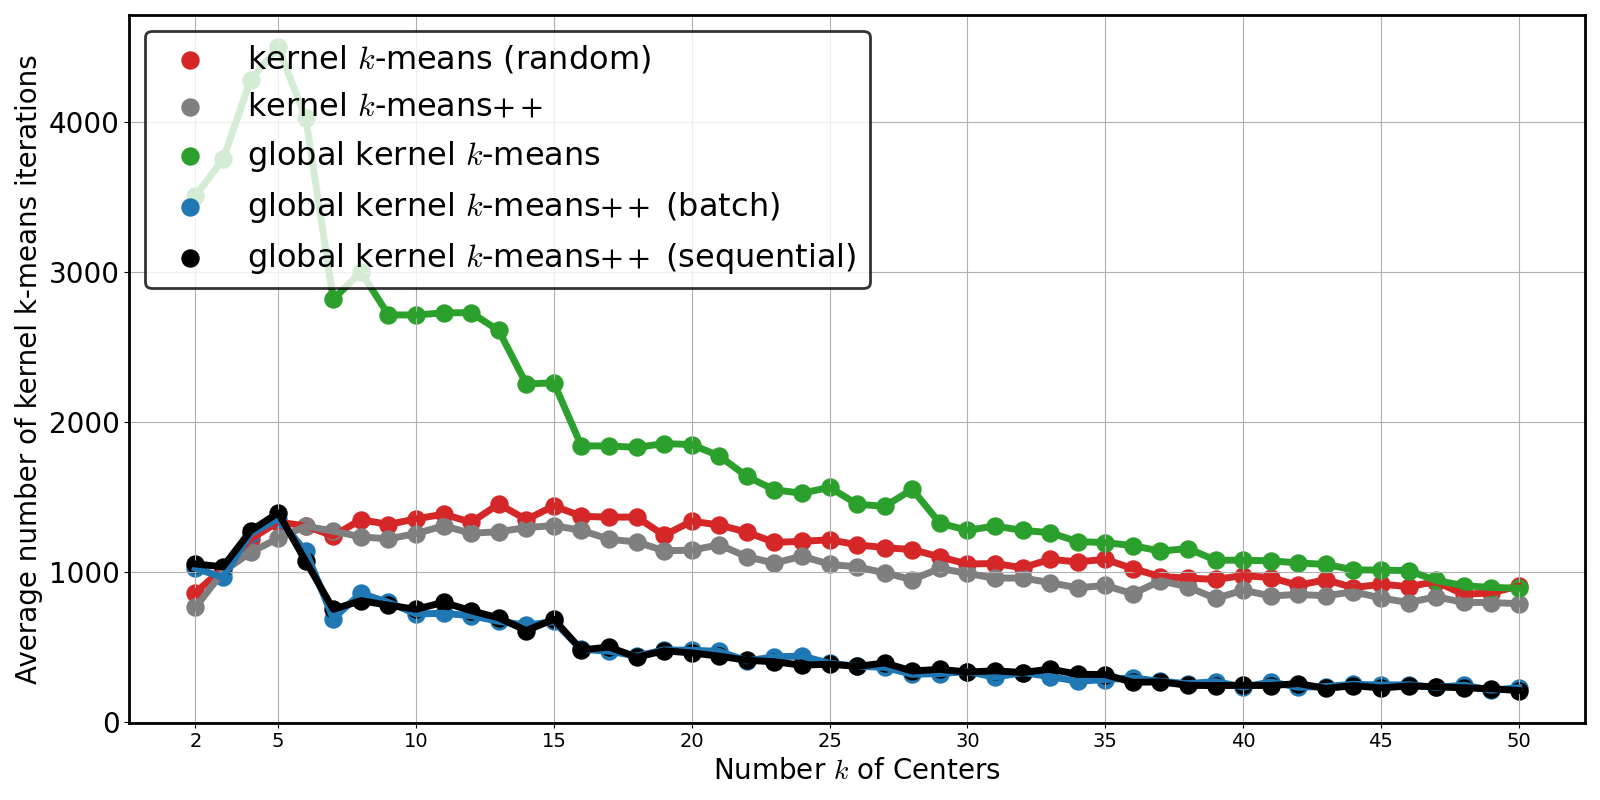 Average number of kernel k-means iterations
4000
3000
2000
1000
0
kernel k-means (random)
kernel k-means++
global kernel k-means
global kernel k-means++ (batch)
global kernel k-means++ (sequential)
2 5 10 15 20 25 30 35 40 45 50
Number k of Centers